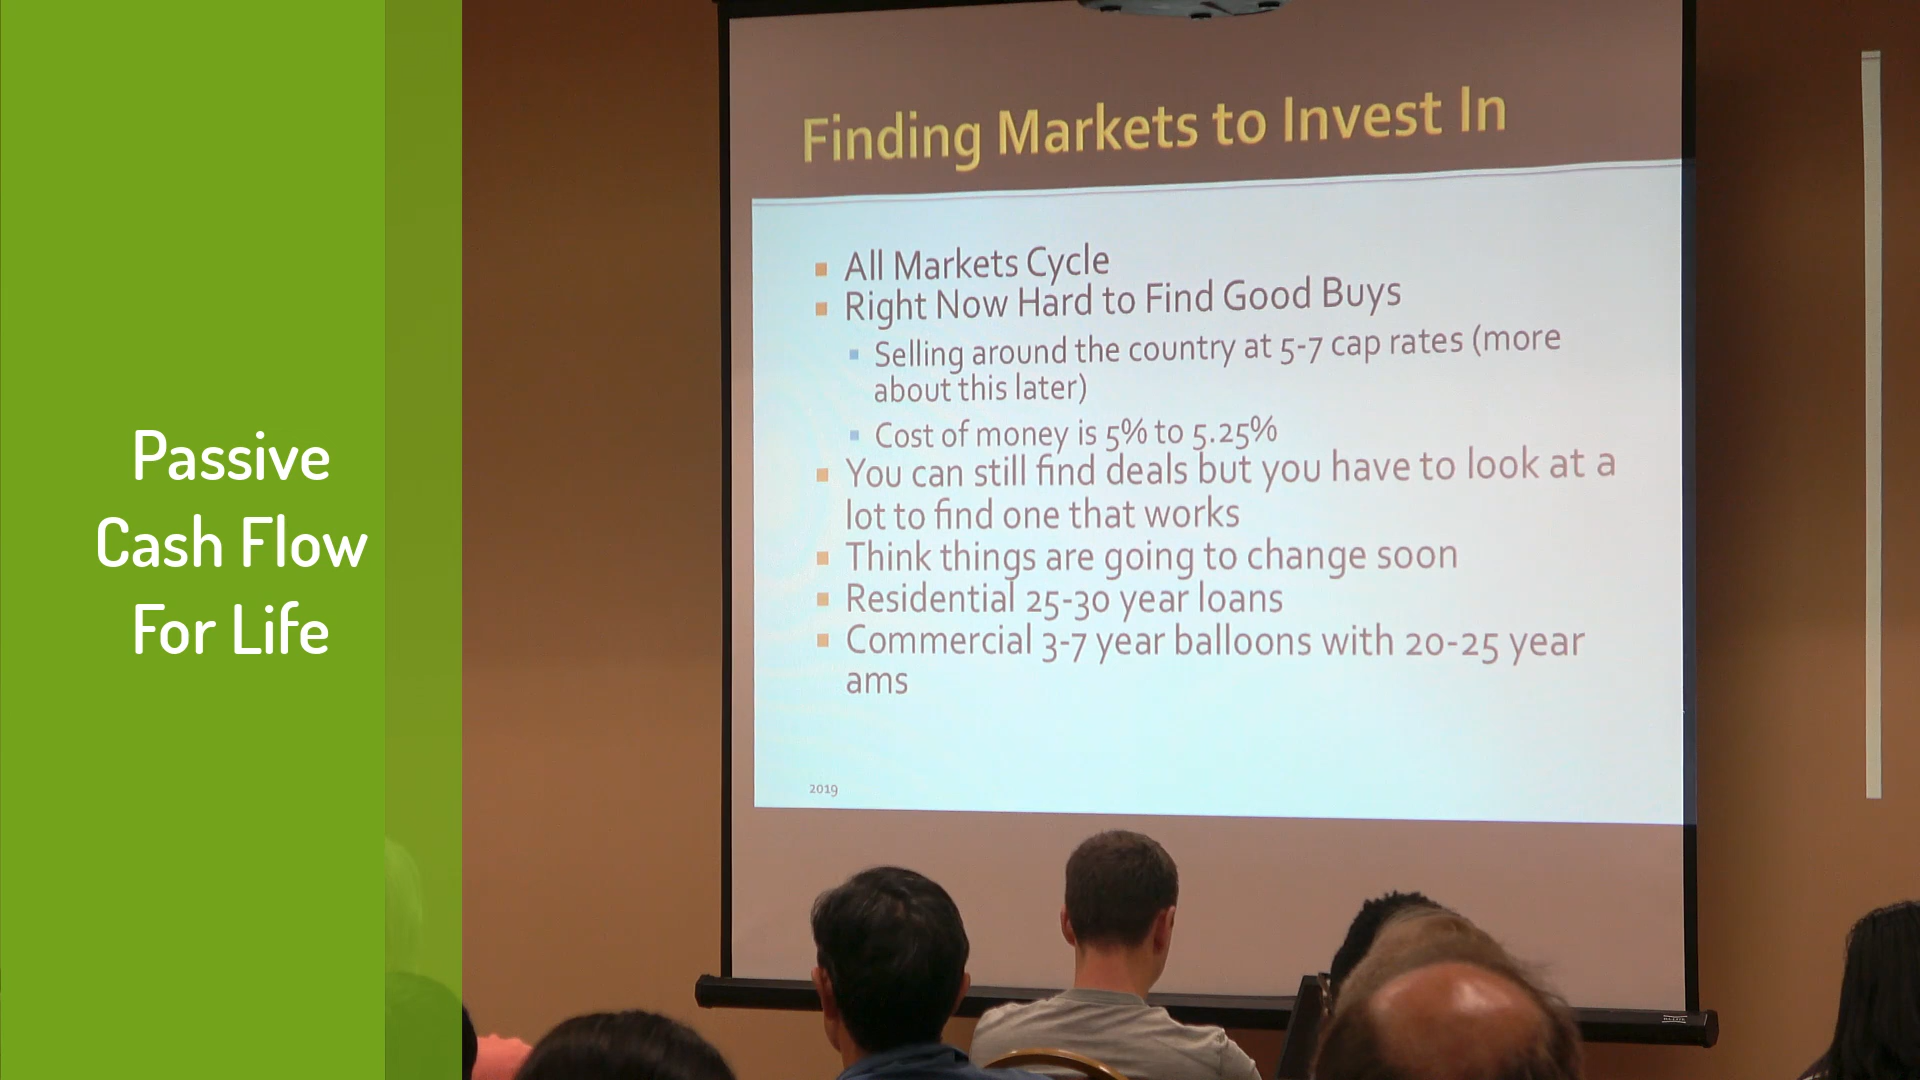 Passive
Cash Flow
For Life
Finding Markets to Invest In
All Markets Cycle
Right Now Hard to Find Good Buys
Selling around the country at 5-7 cap rates (more
about this later)
Cost of money is 5% to 5.25%
You can still find deals but you have to look at a
lot to find one that works
Think things are going to change soon
Residential 25-30 year loans
Commercial 3-7 year balloons with 20-25 year
ams
2019